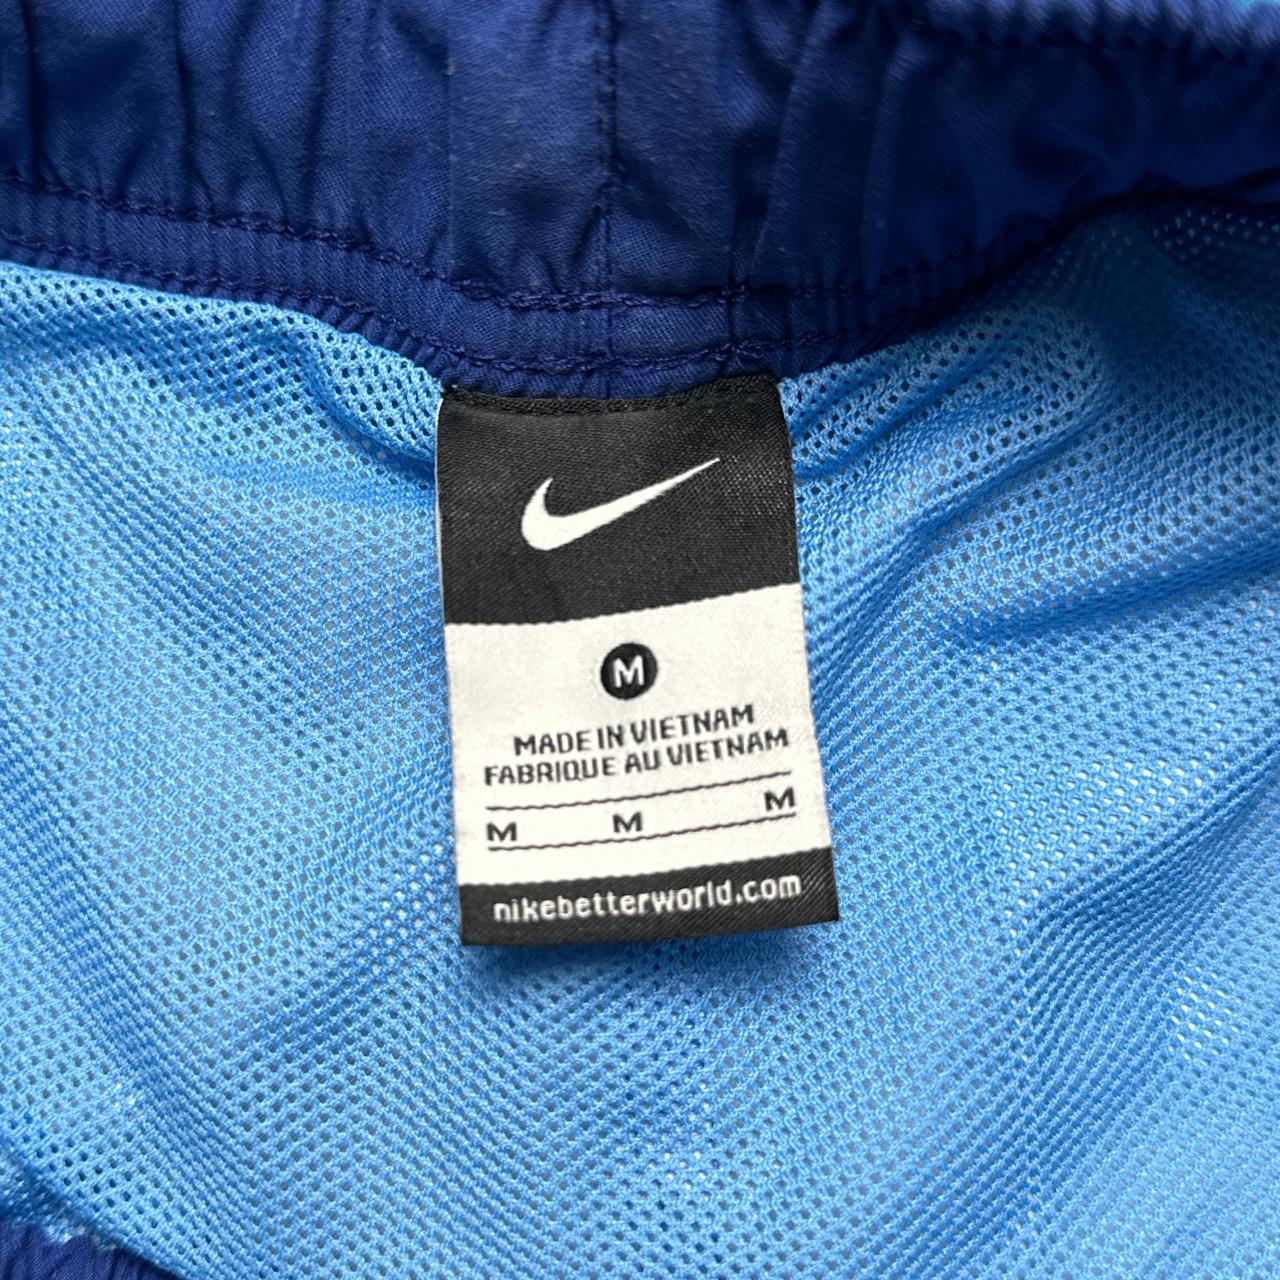 M
MADE IN VIETNAM
FABRIQUE AU VIETNAM
M M M
nikebetterworld.com